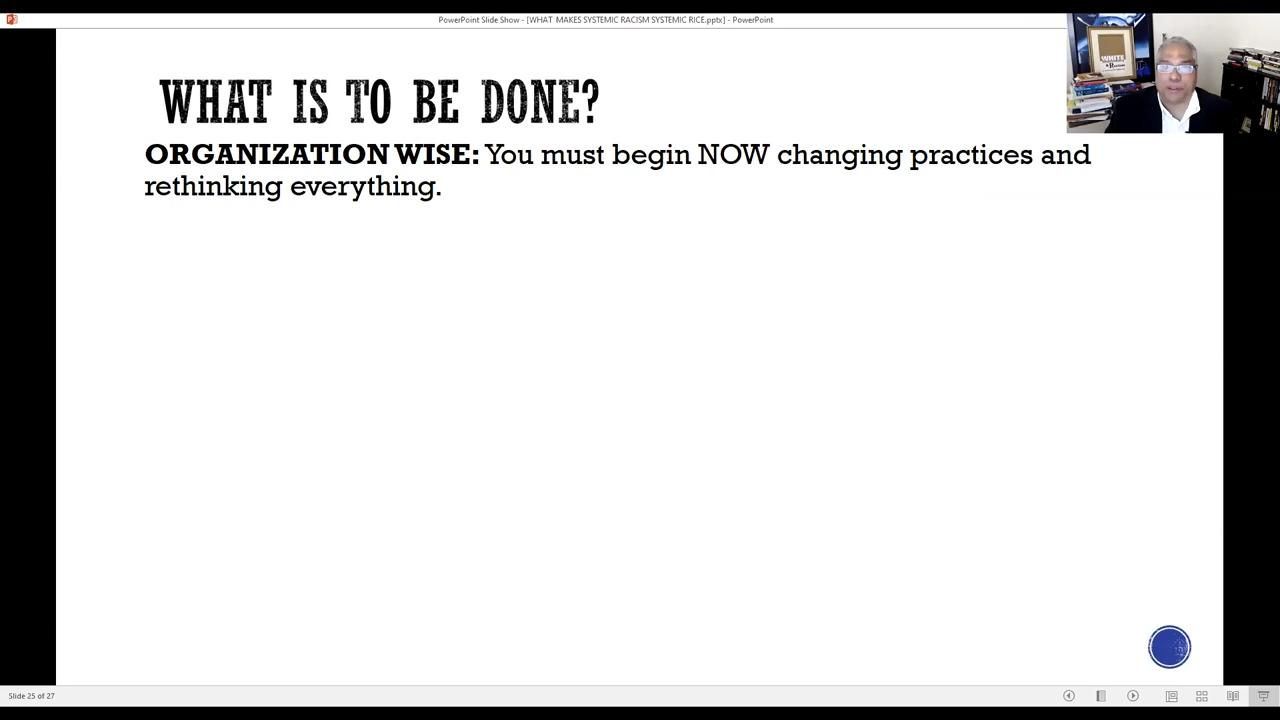 PowerPoint Slide Show - [WHAT MAKES SYSTEMIC RACISM SYSTEMIC RICE.pptx] - PowerPoint
WHITE
WHAT IS TO BE DONE?
ORGANIZATION WISE: You must begin NOW changing practices and
rethinking everything.
Slide 25 of 27